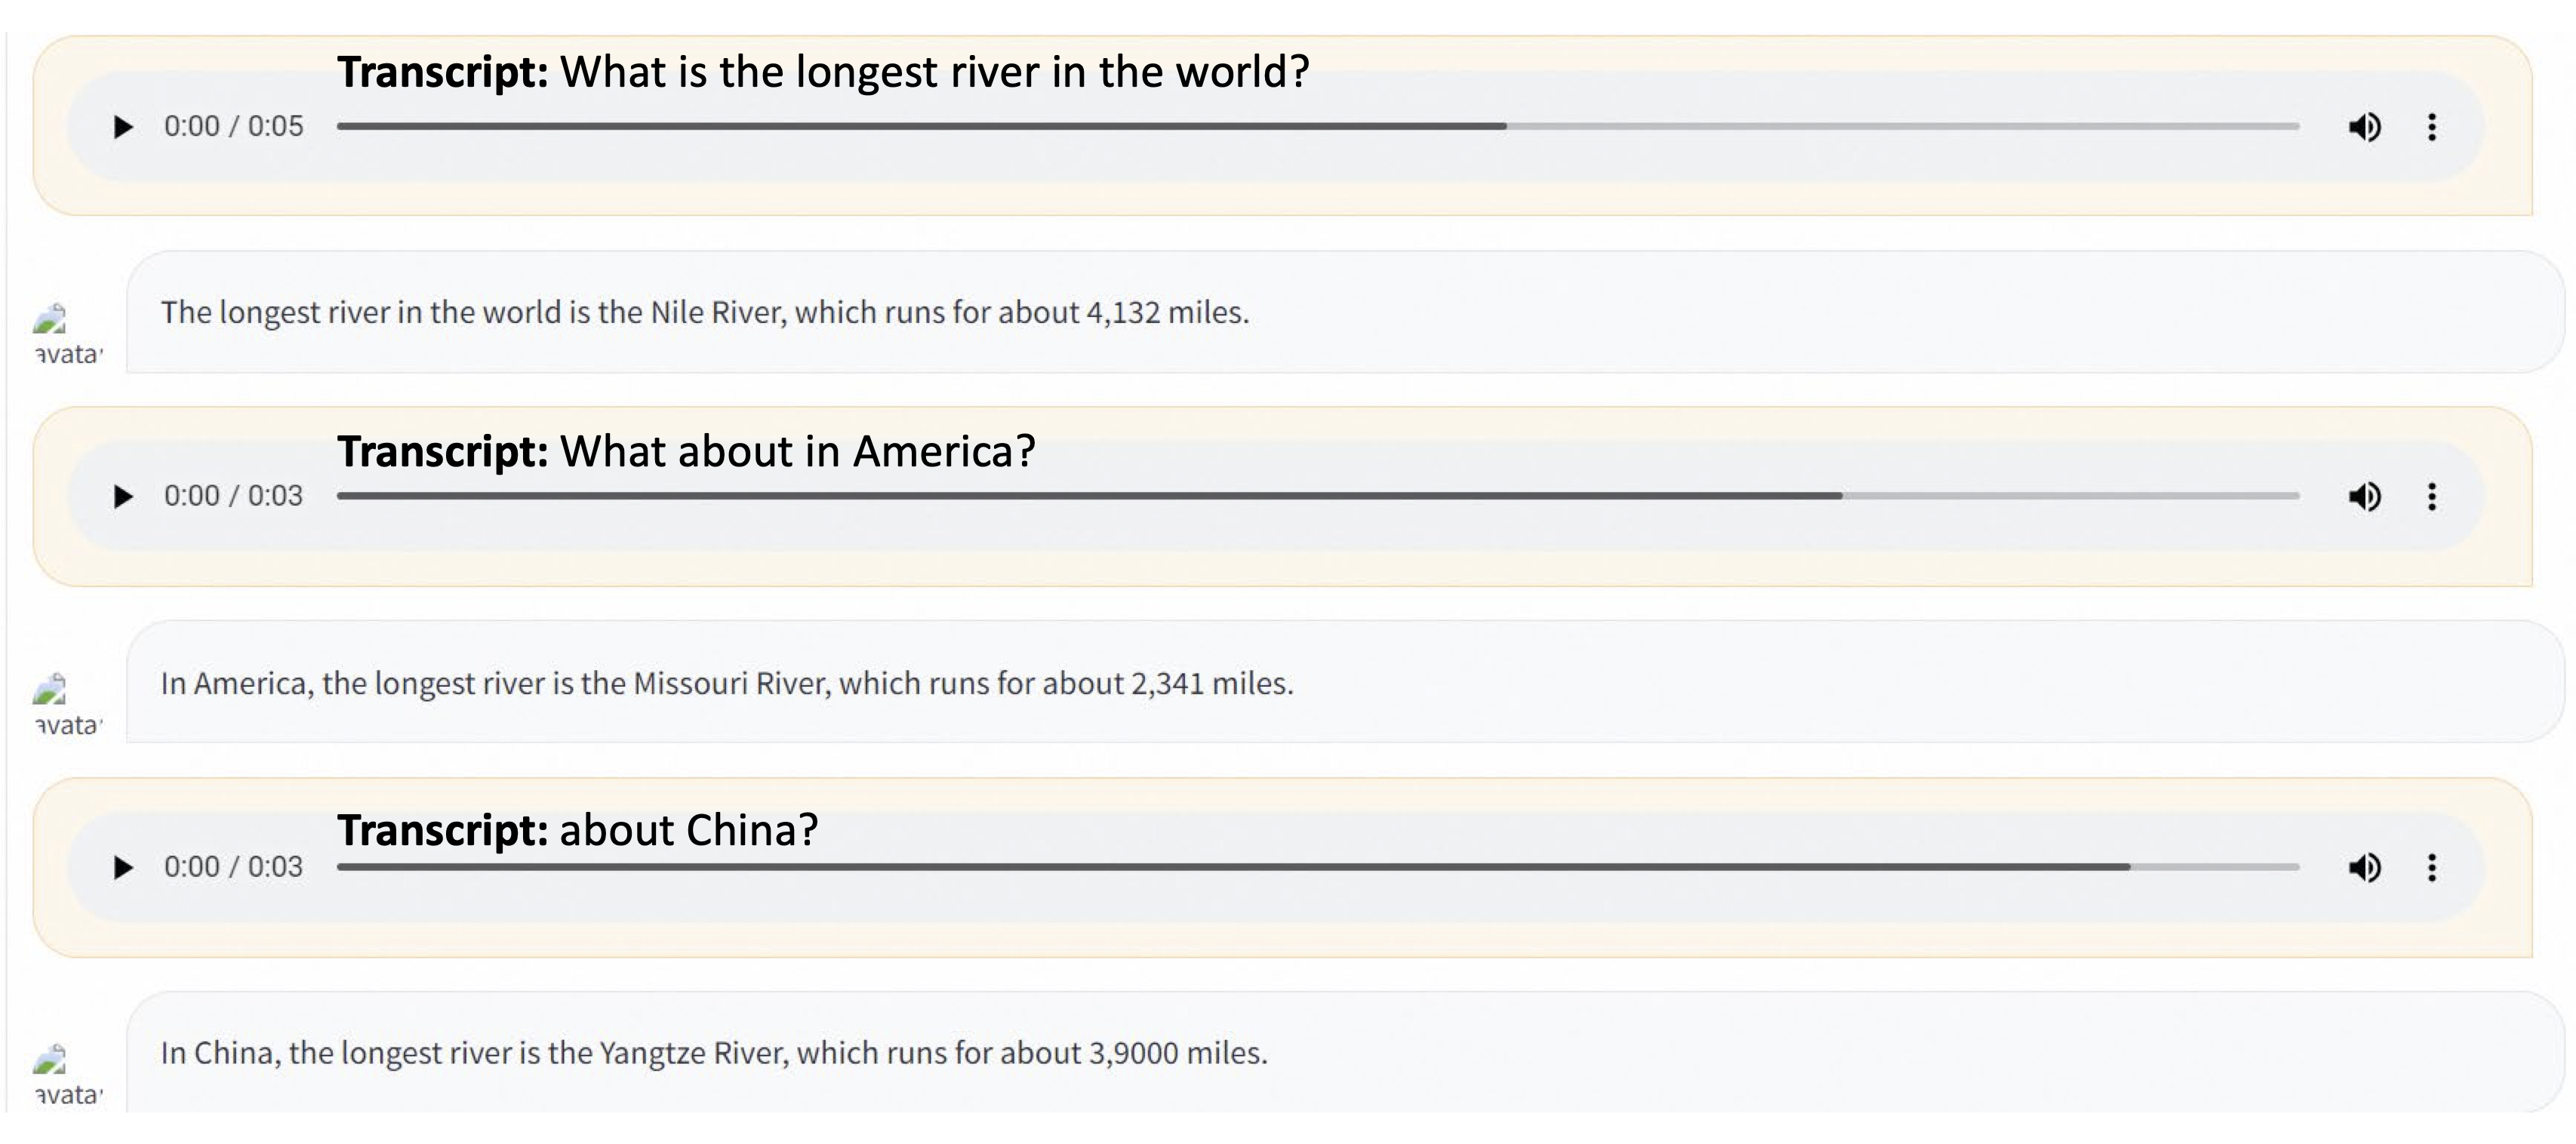 Transcript: What is the longest river in the world?
0:00 / 0:05
The longest river in the world is the Nile River, which runs for about 4,132 miles.
avata
Transcript: What about in America?
0:00 / 0:03
In America, the longest river is the Missouri River, which runs for about 2,341 miles.
avata
Transcript: about China?
0:00 / 0:03
In China, the longest river is the Yangtze River, which runs for about 3,9000 miles.
avata